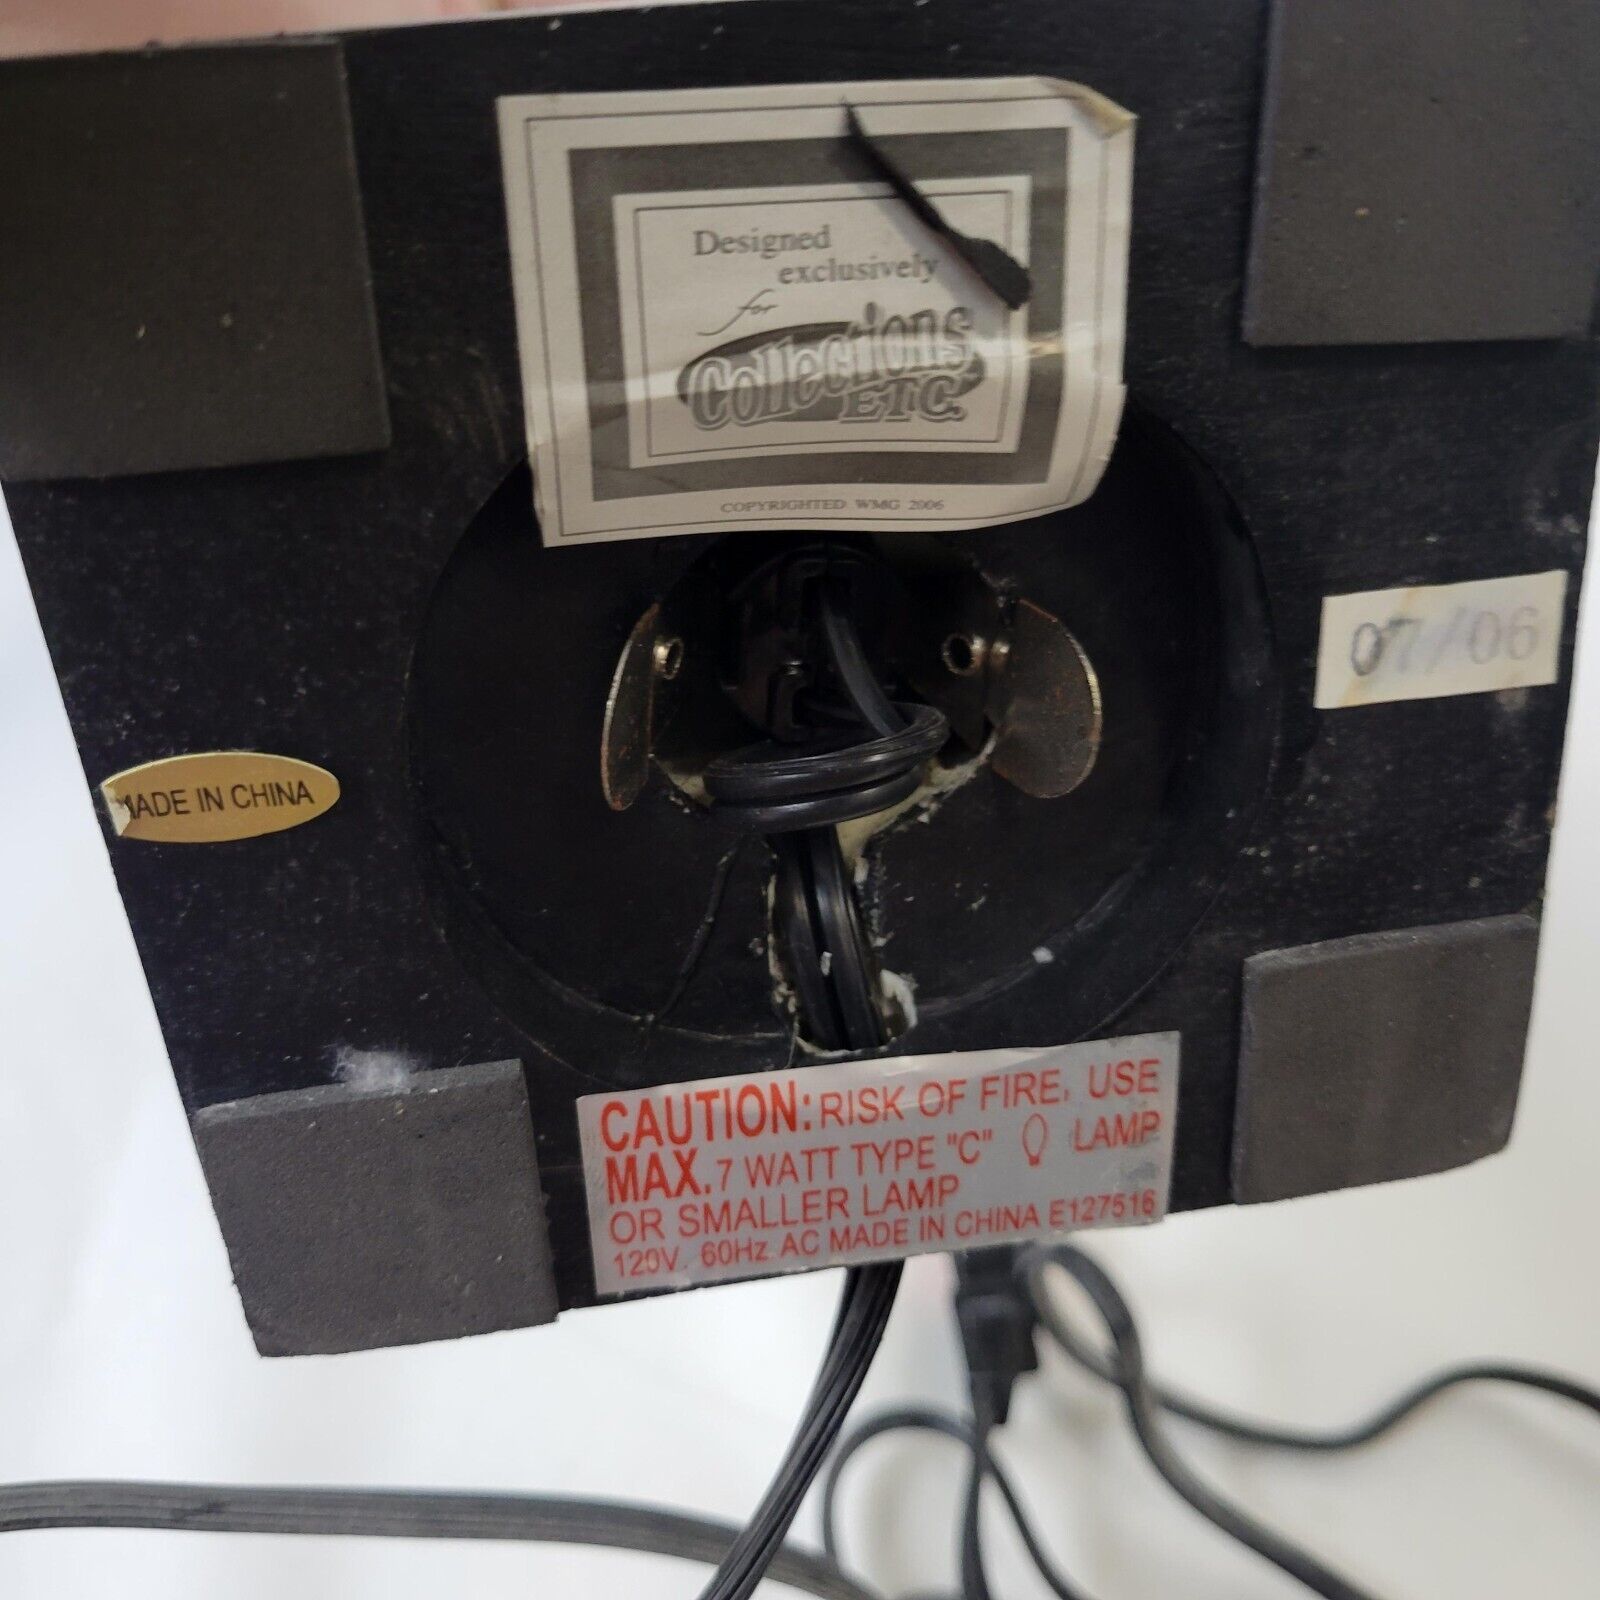 Designed
exclusively
for
Collections
ETC.
COPYRIGHTED WMG 2006
07/06
MADE IN CHINA
CAUTION: RISK OF FIRE, USE
MAX. 7 WATT TYPE "C" LAMP
OR SMALLER LAMP
120V. 60Hz. AC MADE IN CHINA E127516